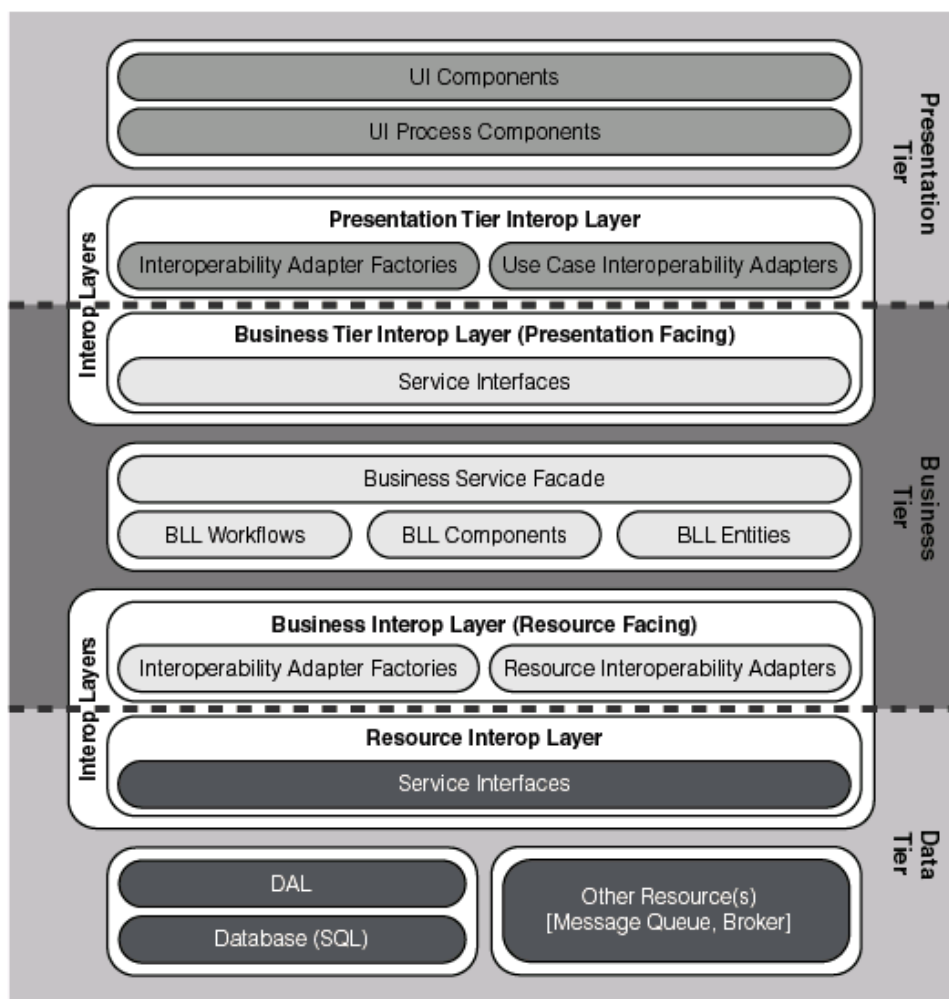 UI Components
UI Process Components
Presentation
Tier
Interop Layers
Presentation Tier Interop Layer
Interoperability Adapter Factories
Use Case Interoperability Adapters
Business Tier Interop Layer (Presentation Facing)
Service Interfaces
Business Service Facade
BLL Workflows
BLL Components
BLL Entities
Business
Tier
Interop Layers
Business Interop Layer (Resource Facing)
Interoperability Adapter Factories
Resource Interoperability Adapters
Resource Interop Layer
Service Interfaces
DAL
Database (SQL)
Other Resource(s)
[Message Queue, Broker]
Data
Tier